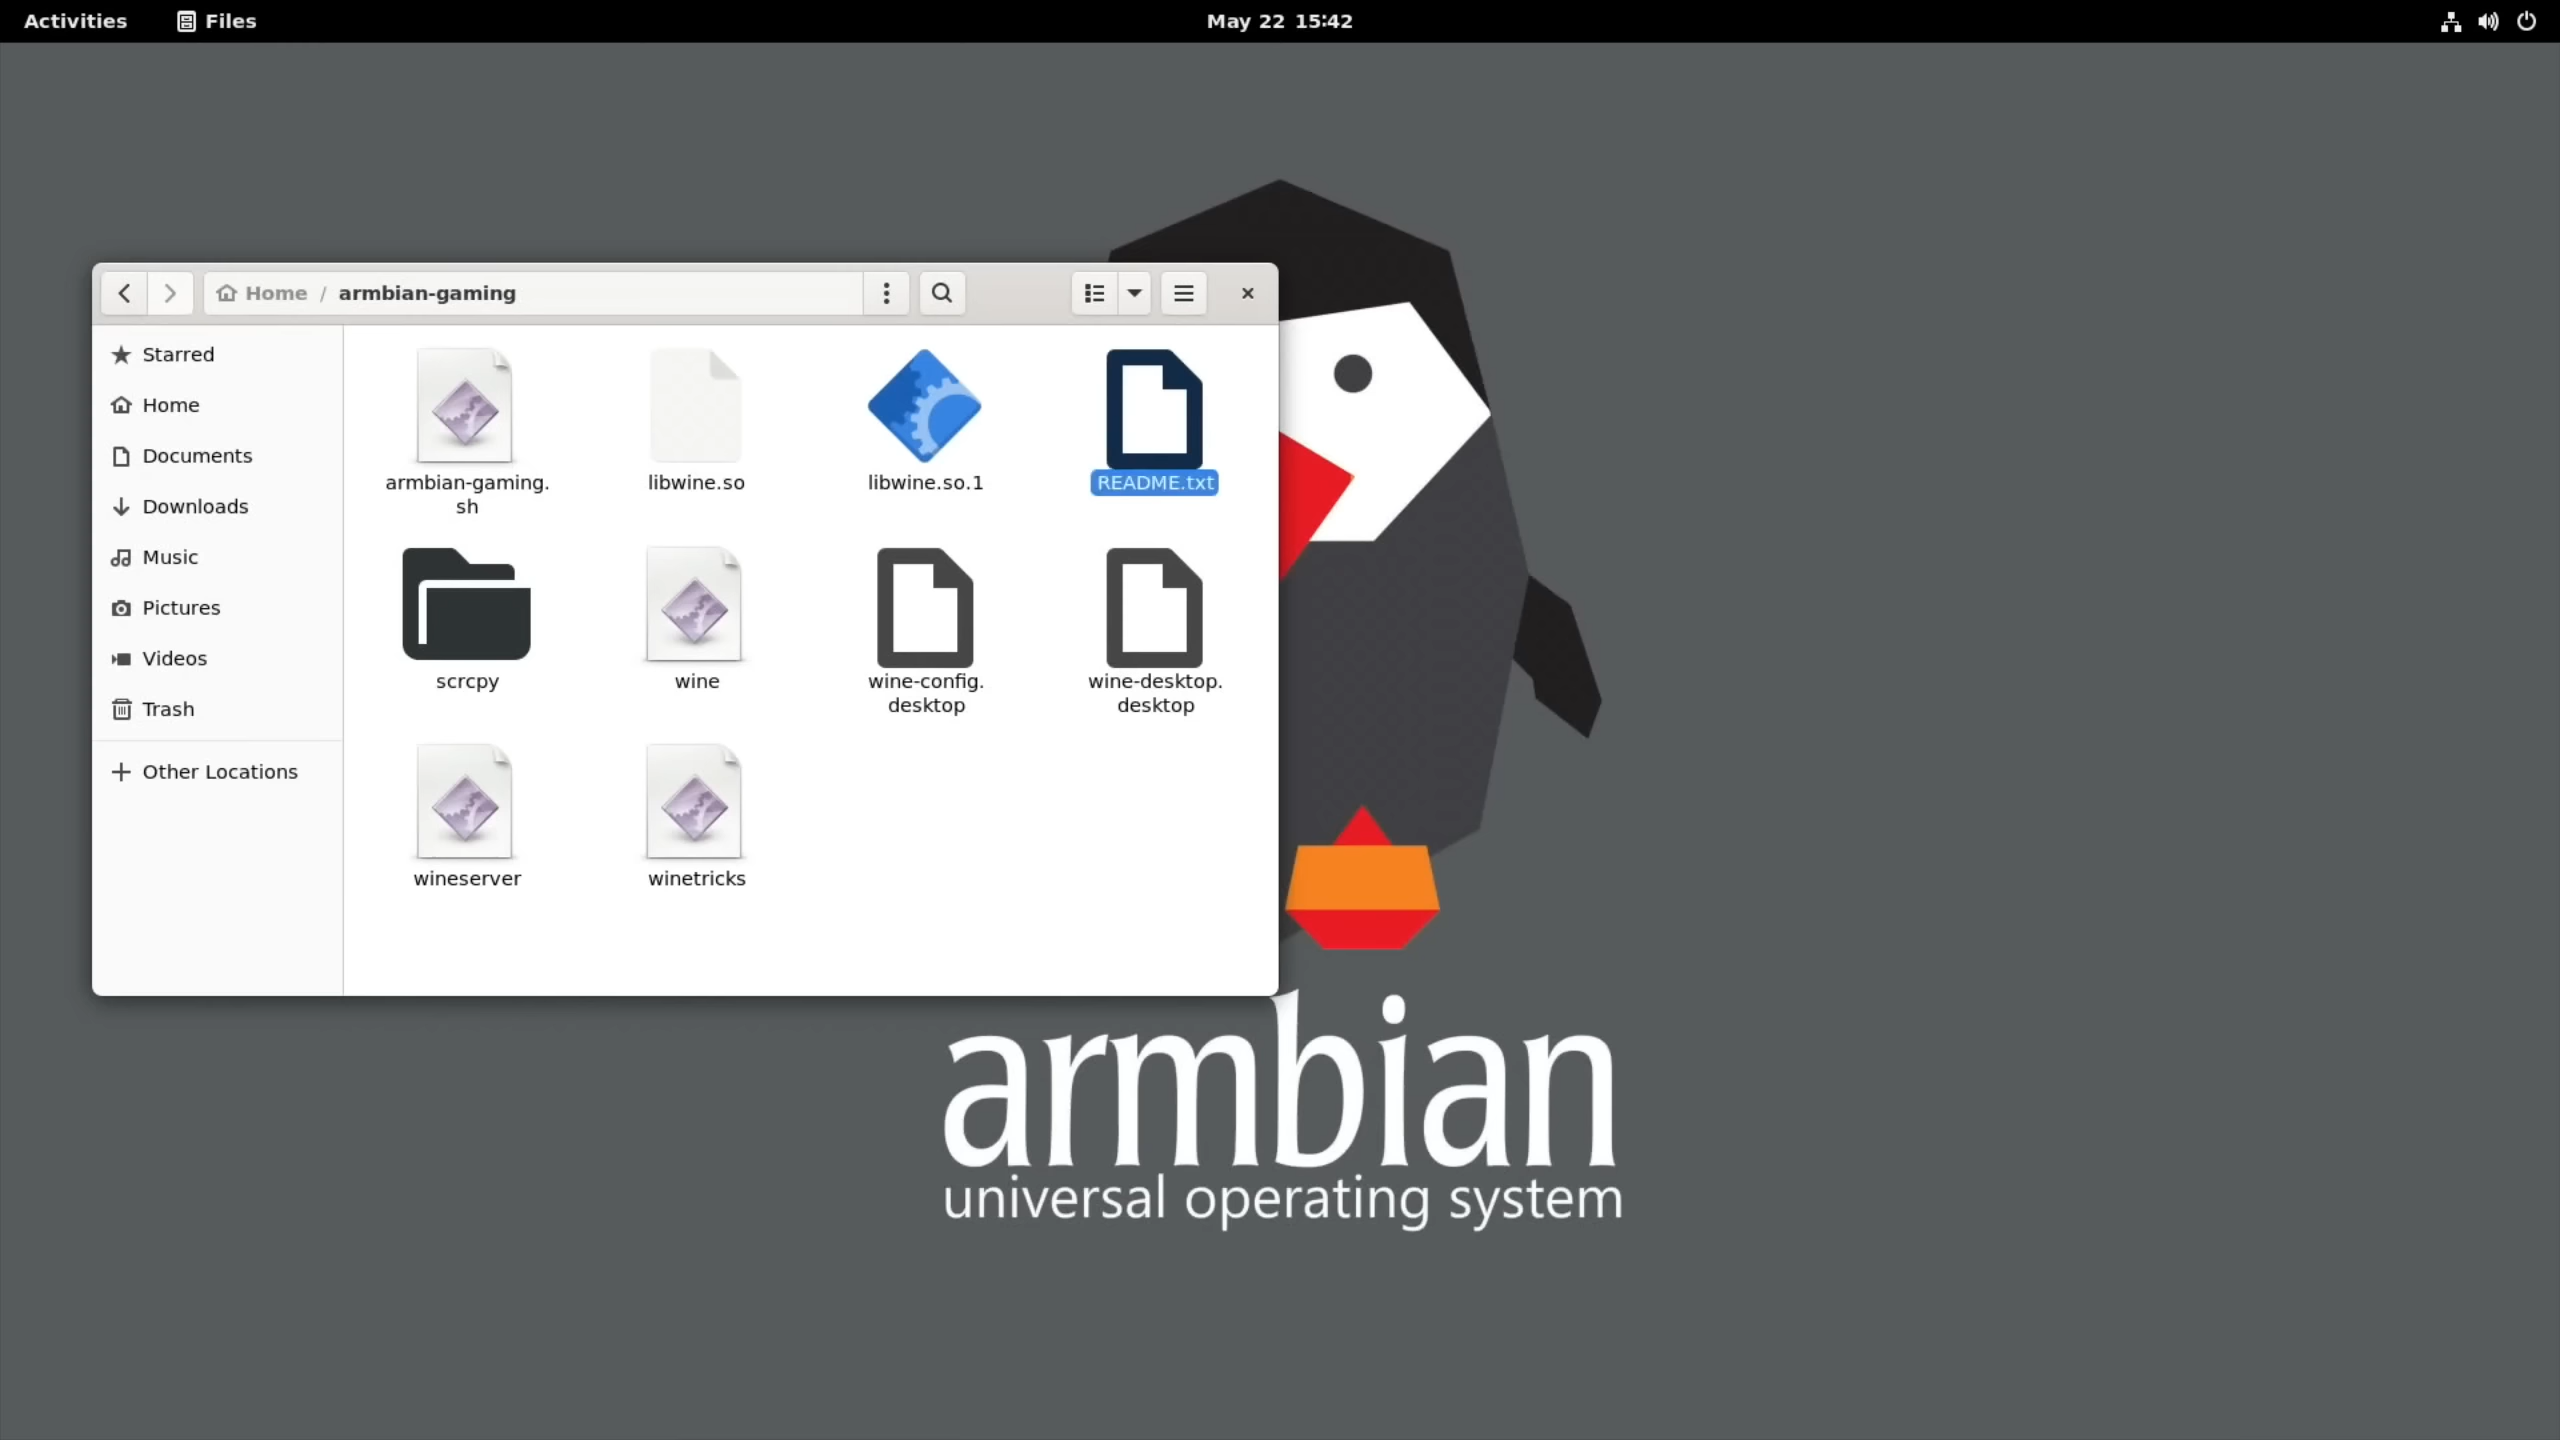 Activities
Files
May 22 15:42
Home / armbian-gaming
Starred
Home
Documents
Downloads
Music
Pictures
Videos
Trash
Other Locations
armbian-gaming.
sh
libwine.so
libwine.so.1
README.txt
scrcpy
wine
wine-config.
desktop
wine-desktop.
desktop
wineserver
winetricks
armbian
universal operating system